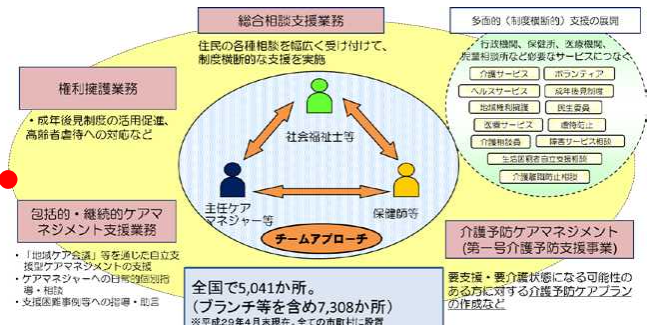 総合相談支援業務
住民の各種相談を幅広く受け付けて、
制度横断的な支援を実施
多面的（制度横断的）支援の展開
行政機関、保健所、医療機関、
児童相談所など必要なサービスにつなぐ
介護サービス
ボランティア
ヘルスサービス
成年後見制度
地域権利擁護
民生委員
医療サービス
虐待防止
介護相談員
障害サービス相談
生活困窮者自立支援相談
介護離職防止相談
権利擁護業務
・成年後見制度の活用促進、
高齢者虐待への対応など
社会福祉士等
主任ケア
マネジャー等
保健師等
チームアプローチ
包括的・継続的ケアマ
ネジメント支援業務
・「地域ケア会議」等を通じた自立支
援型ケアマネジメントの支援
・ケアマネジャーへの日常的個別指
導・相談
・支援困難事例等への指導・助言
介護予防ケアマネジメント
(第一号介護予防支援事業)
要支援・要介護状態になる可能性の
ある方に対する介護予防ケアプラン
の作成など
全国で5,041か所。
（ブランチ等を含め7,308か所）
※平成29年4月末現在。全ての市町村に設置